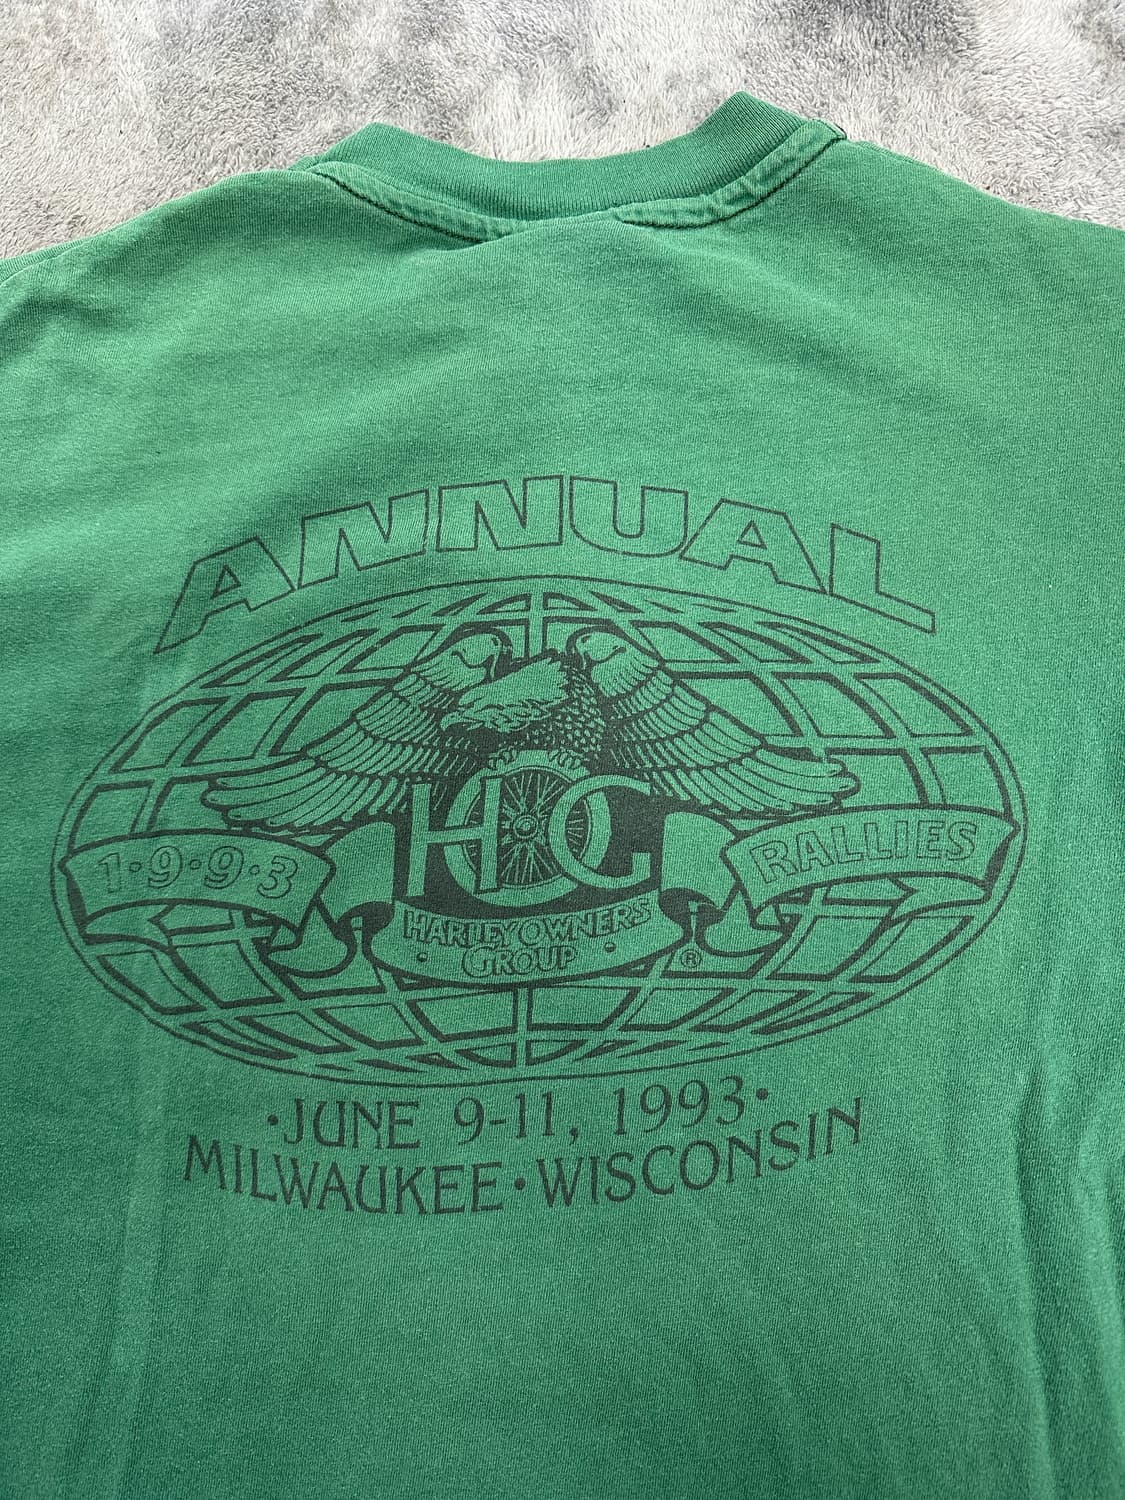 ANNUAL
1·9·9·3
RALLIES
HOG
HARLEY OWNERS
GROUP
®
·JUNE 9-11, 1993·
MILWAUKEE·WISCONSIN